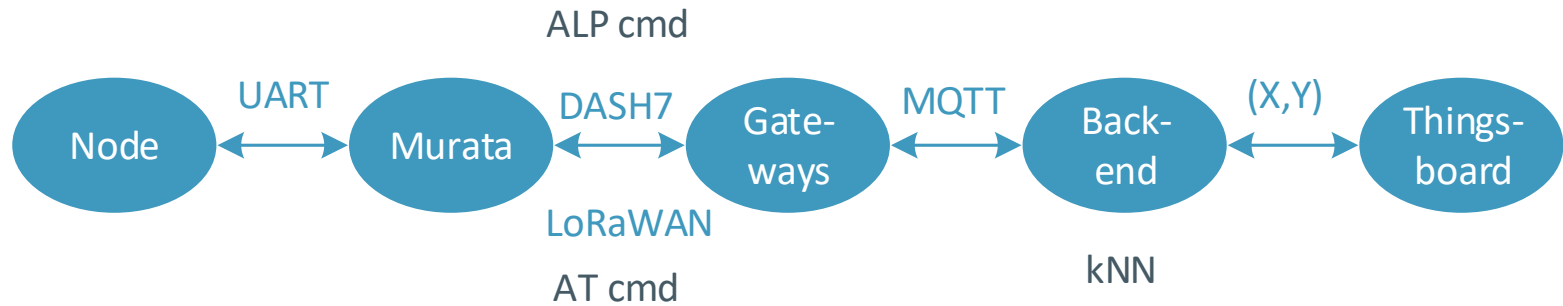 ALP cmd
Node
UART
Murata
DASH7
LoRaWAN
AT cmd
Gate-
ways
MQTT
Back-
end
kNN
(X,Y)
Things-
board